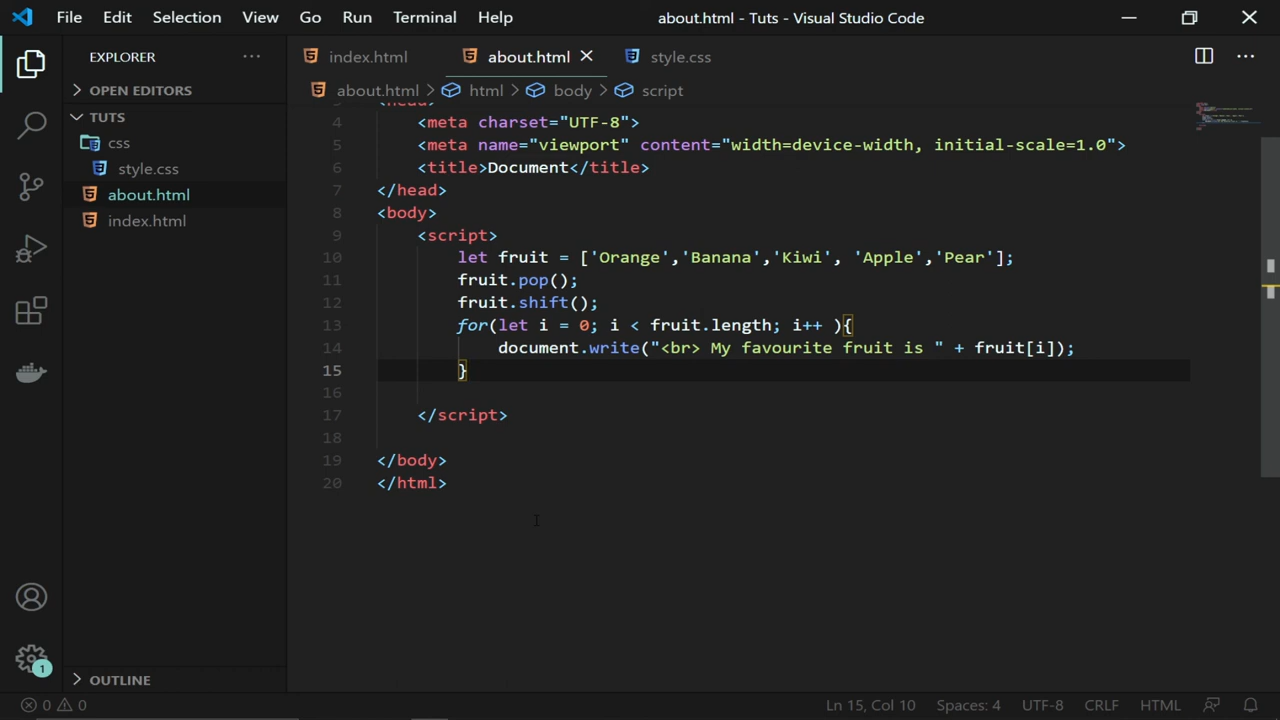 File Edit Selection View Go Run Terminal Help about.html - Tuts - Visual Studio Code
EXPLORER
OPEN EDITORS
TUTS
css
style.css
about.html
index.html
OUTLINE
1
index.html about.html style.css
about.html > html > body > script
<head>
4 <meta charset="UTF-8">
5 <meta name="viewport" content="width=device-width, initial-scale=1.0">
6 <title>Document</title>
7 </head>
8 <body>
9 <script>
10 let fruit = ['Orange','Banana','Kiwi', 'Apple','Pear'];
11 fruit.pop();
12 fruit.shift();
13 for(let i = 0; i < fruit.length; i++ ){
14 document.write("<br> My favourite fruit is " + fruit[i]);
15 }
16
17 </script>
18
19 </body>
20 </html>
0 0 Ln 15, Col 10 Spaces: 4 UTF-8 CRLF HTML